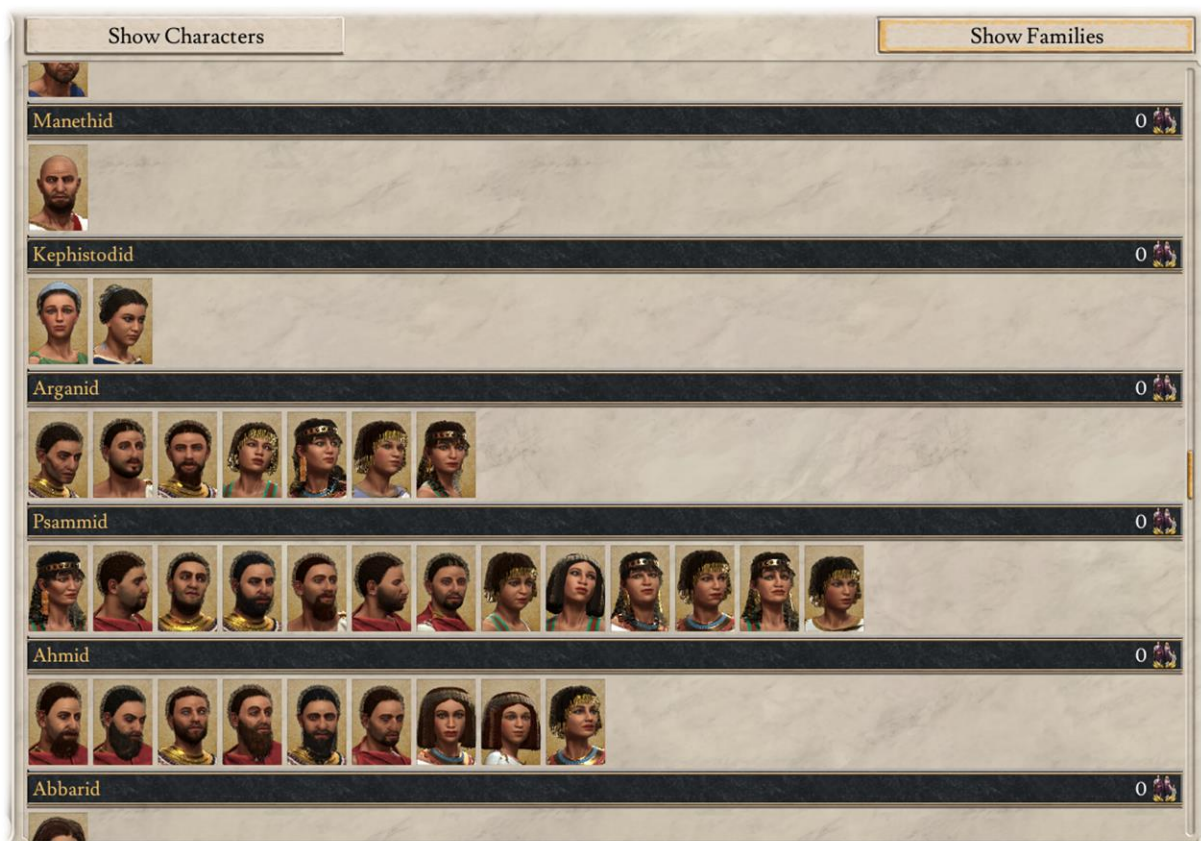 Show Characters
Show Families
Manethid 0
Kephistodid 0
Arganid 0
Psammid 0
Ahmid 0
Abbarid 0